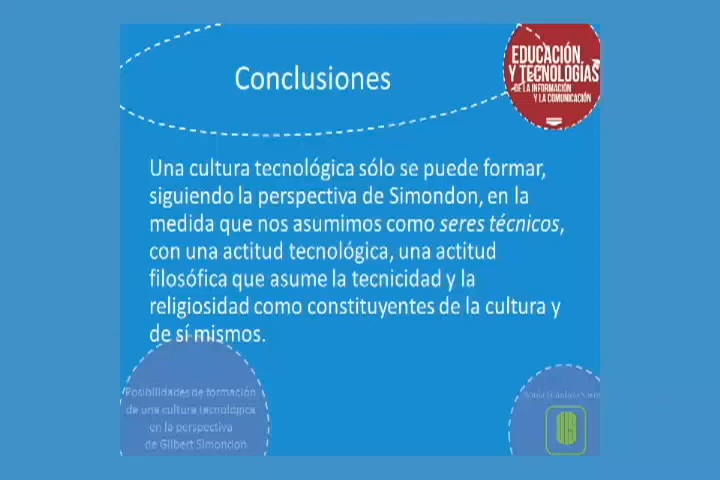 Conclusiones
EDUCACIÓN
Y TECNOLOGÍAS
DE LA INFORMACIÓN
Y LA COMUNICACIÓN
Una cultura tecnológica sólo se puede formar,
siguiendo la perspectiva de Simondon, en la
medida que nos asumimos como seres técnicos,
con una actitud tecnológica, una actitud
filosófica que asume la tecnicidad y la
religiosidad como constituyentes de la cultura y
de sí mismos.
Posibilidades de formación
de una cultura tecnológica
en la perspectiva
de Gilbert Simondon